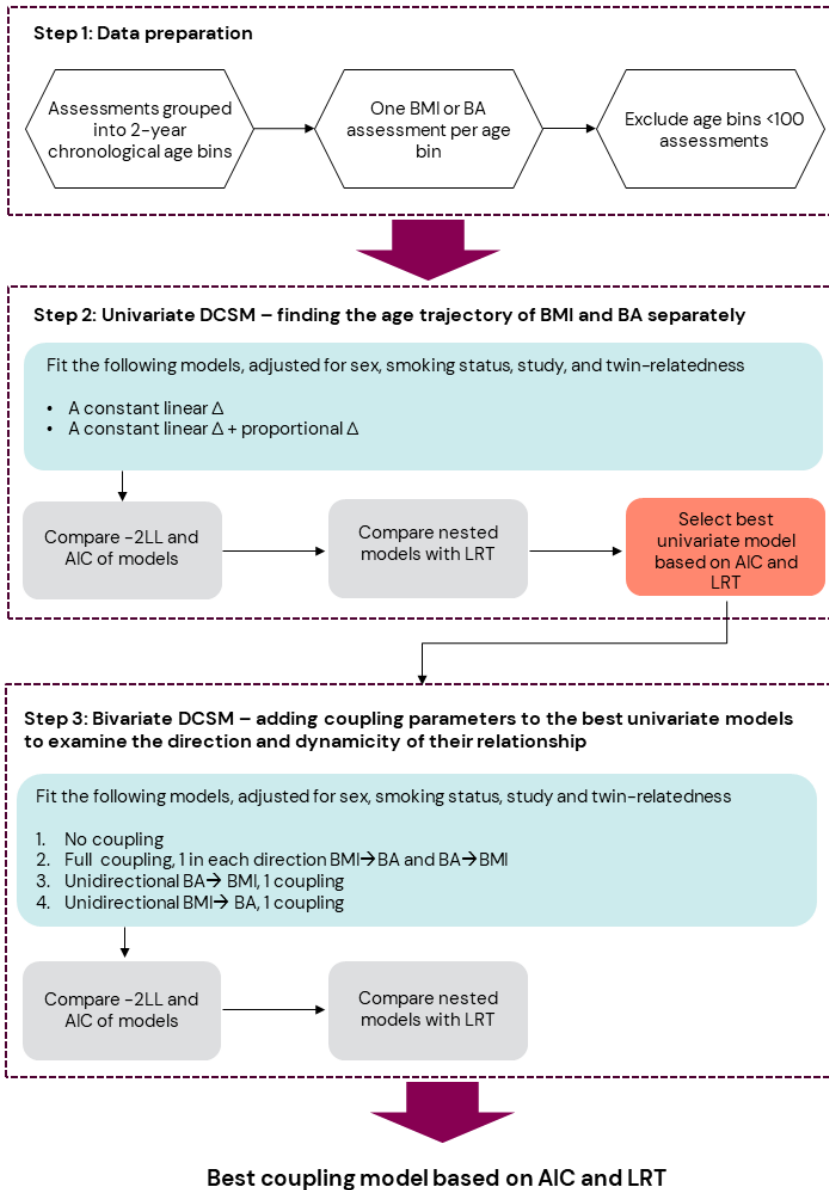 Step 1: Data preparation
Assessments grouped
into 2-year
chronological age bins
One BMI or BA
assessment per age
bin
Exclude age bins <100
assessments
Step 2: Univariate DCSM – finding the age trajectory of BMI and BA separately
Fit the following models, adjusted for sex, smoking status, study, and twin-relatedness
• A constant linear Δ
• A constant linear Δ + proportional Δ
Compare -2LL and
AIC of models
Compare nested
models with LRT
Select best
univariate model
based on AIC and
LRT
Step 3: Bivariate DCSM – adding coupling parameters to the best univariate models
to examine the direction and dynamicity of their relationship
Fit the following models, adjusted for sex, smoking status, study and twin-relatedness
1. No coupling
2. Full coupling, 1 in each direction BMI→BA and BA→BMI
3. Unidirectional BA→ BMI, 1 coupling
4. Unidirectional BMI→ BA, 1 coupling
Compare -2LL and
AIC of models
Compare nested
models with LRT
Best coupling model based on AIC and LRT